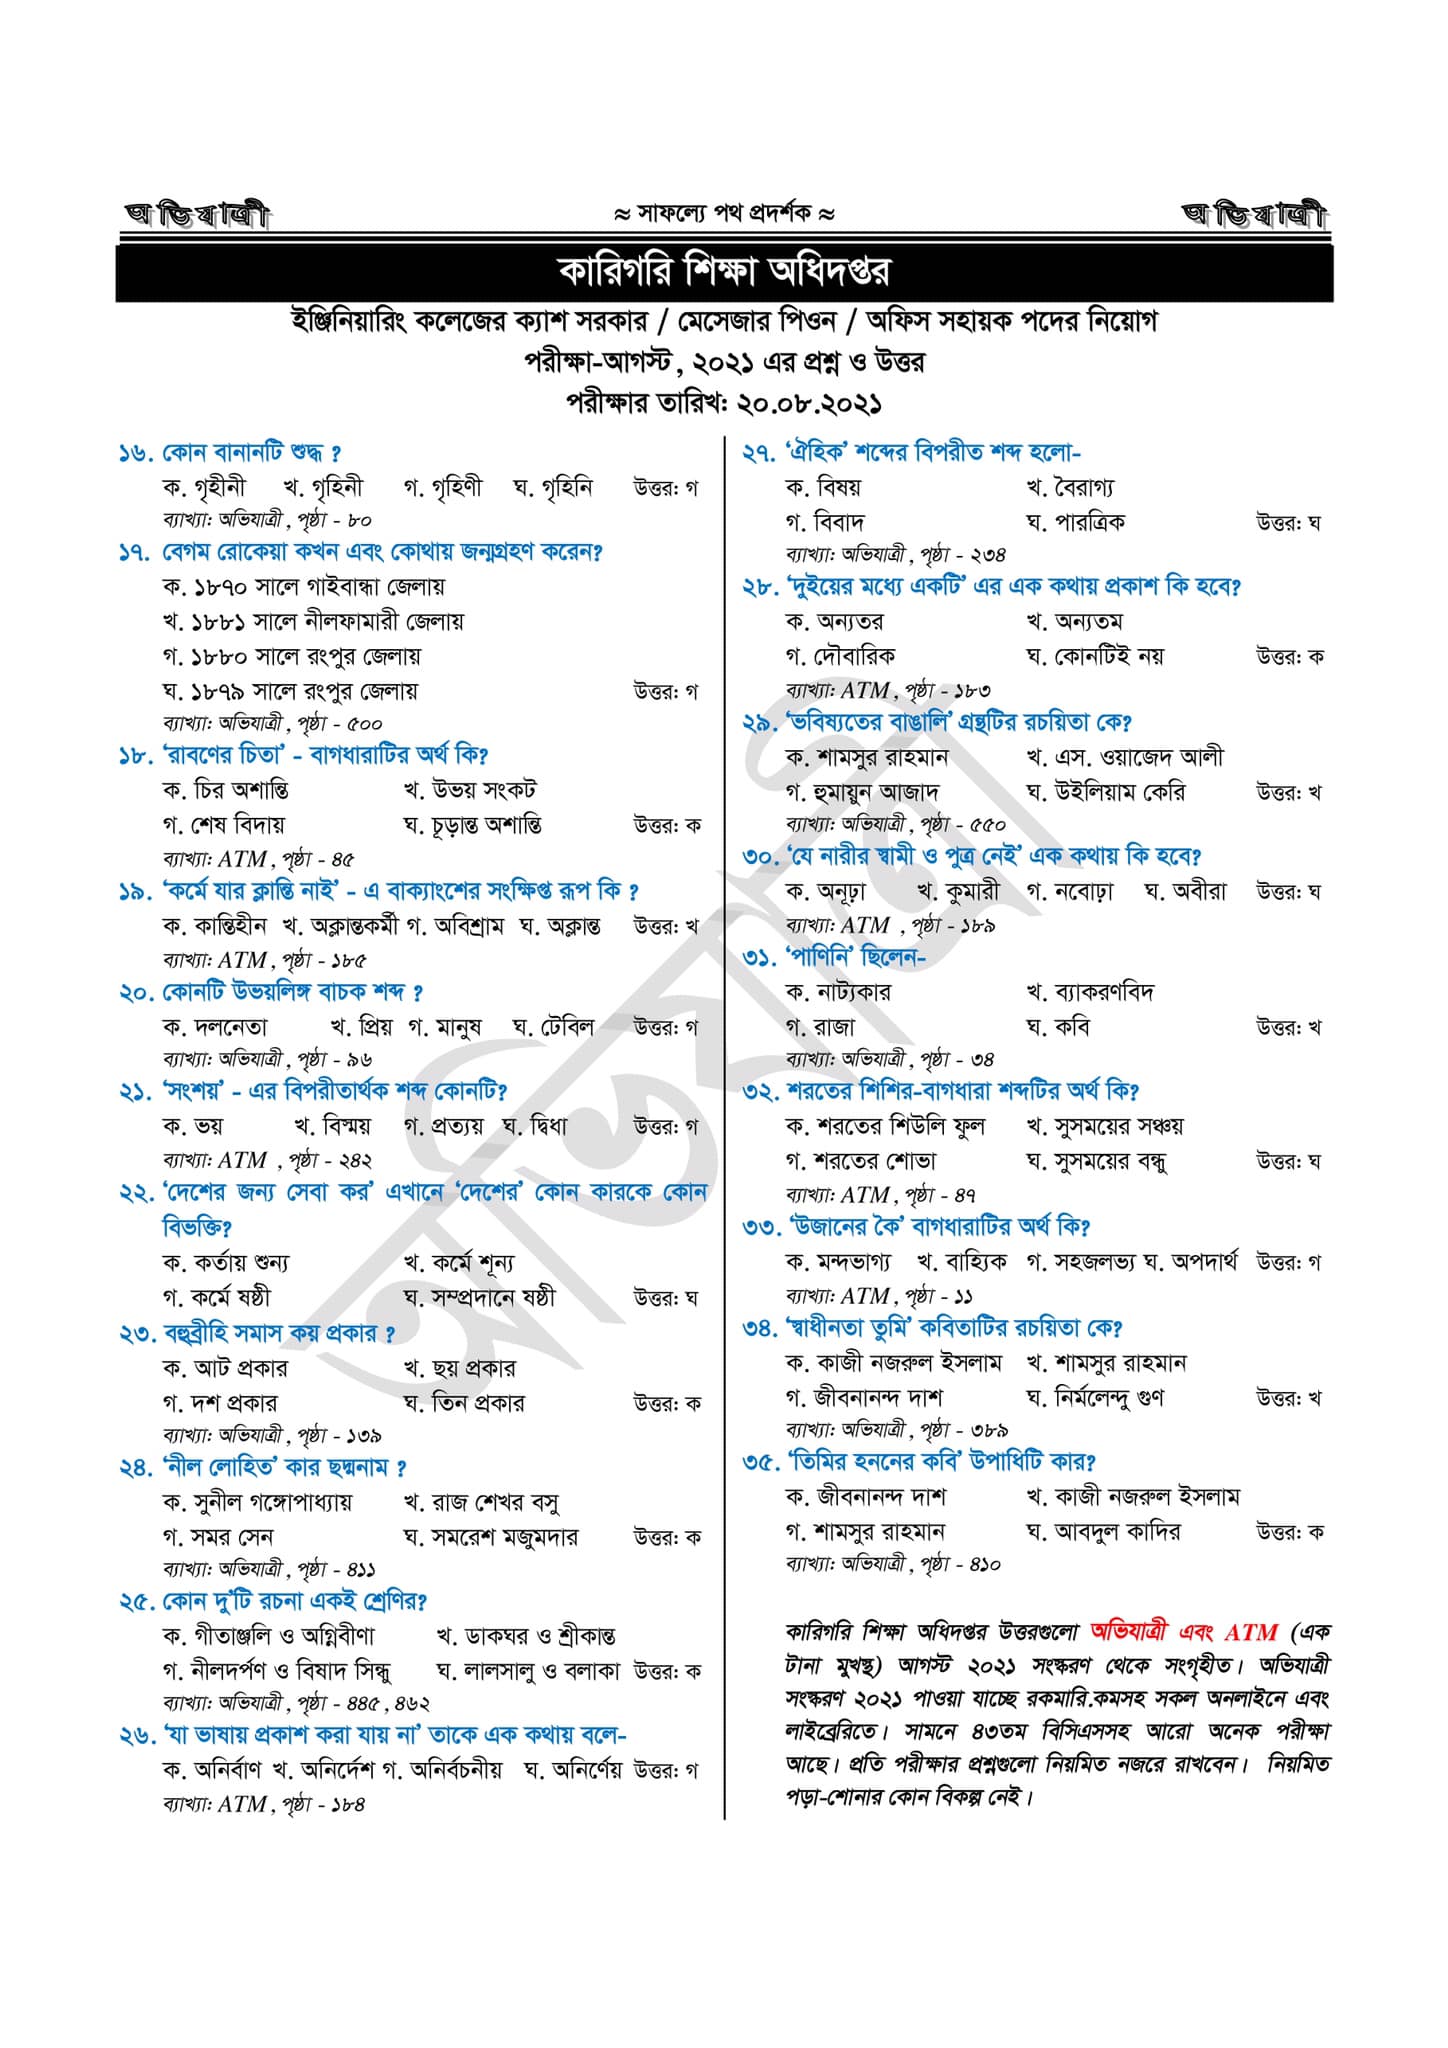 অভিযাত্রী ≈ সাফল্যে পথ প্রদর্শক ≈ অভিযাত্রী
কারিগরি শিক্ষা অধিদপ্তর
ইঞ্জিনিয়ারিং কলেজের ক্যাশ সরকার / মেসেজার পিওন / অফিস সহায়ক পদের নিয়োগ
পরীক্ষা-আগস্ট, ২০২১ এর প্রশ্ন ও উত্তর
পরীক্ষার তারিখ: ২০.০৮.২০২১
১৬. কোন বানানটি শুদ্ধ ?
ক. গৃহীনী খ. গৃহিনী গ. গৃহিণী ঘ. গৃহিনি উত্তর: গ
ব্যাখ্যা: অভিযাত্রী, পৃষ্ঠা - ৮০
১৭. বেগম রোকেয়া কখন এবং কোথায় জন্মগ্রহণ করেন?
ক. ১৮৭০ সালে গাইবান্ধা জেলায়
খ. ১৮৮১ সালে নীলফামারী জেলায়
গ. ১৮৮০ সালে রংপুর জেলায়
ঘ. ১৮৭৯ সালে রংপুর জেলায় উত্তর: গ
ব্যাখ্যা: অভিযাত্রী, পৃষ্ঠা - ৫০০
১৮. ‘রাবণের চিতা’ - বাগধারাটির অর্থ কি?
ক. চির অশান্তি খ. উভয় সংকট
গ. শেষ বিদায় ঘ. চূড়ান্ত অশান্তি উত্তর: ক
ব্যাখ্যা: ATM, পৃষ্ঠা - ৪৫
১৯. ‘কর্মে যার ক্লান্তি নাই’ - এ বাক্যাংশের সংক্ষিপ্ত রূপ কি ?
ক. কান্তিহীন খ. অক্লান্তকর্মী গ. অবিশ্রাম ঘ. অক্লান্ত উত্তর: খ
ব্যাখ্যা: ATM, পৃষ্ঠা - ১৮৫
২০. কোনটি উভয়লিঙ্গ বাচক শব্দ ?
ক. দলনেতা খ. প্রিয় গ. মানুষ ঘ. টেবিল উত্তর: গ
ব্যাখ্যা: অভিযাত্রী, পৃষ্ঠা - ৯৬
২১. ‘সংশয়’ - এর বিপরীতার্থক শব্দ কোনটি?
ক. ভয় খ. বিস্ময় গ. প্রত্যয় ঘ. দ্বিধা উত্তর: গ
ব্যাখ্যা: ATM , পৃষ্ঠা - ২৪২
২২. ‘দেশের জন্য সেবা কর’ এখানে ‘দেশের’ কোন কারকে কোন
বিভক্তি?
ক. কর্তায় শুন্য খ. কর্মে শূন্য
গ. কর্মে ষষ্ঠী ঘ. সম্প্রদানে ষষ্ঠী উত্তর: ঘ
২৩. বহুব্রীহি সমাস কয় প্রকার ?
ক. আট প্রকার খ. ছয় প্রকার
গ. দশ প্রকার ঘ. তিন প্রকার উত্তর: ক
ব্যাখ্যা: অভিযাত্রী, পৃষ্ঠা - ১৩৯
২৪. ‘নীল লোহিত’ কার ছদ্মনাম ?
ক. সুনীল গঙ্গোপাধ্যায় খ. রাজ শেখর বসু
গ. সমর সেন ঘ. সমরেশ মজুমদার উত্তর: ক
ব্যাখ্যা: অভিযাত্রী, পৃষ্ঠা - ৪১১
২৫. কোন দু’টি রচনা একই শ্রেণির?
ক. গীতাঞ্জলি ও অগ্নিবীণা খ. ডাকঘর ও শ্রীকান্ত
গ. নীলদর্পণ ও বিষাদ সিন্ধু ঘ. লালসালু ও বলাকা উত্তর: ক
ব্যাখ্যা: অভিযাত্রী, পৃষ্ঠা - ৪৪৫, ৪৬২
২৬. ‘যা ভাষায় প্রকাশ করা যায় না’ তাকে এক কথায় বলে-
ক. অনির্বাণ খ. অনির্দেশ গ. অনির্বচনীয় ঘ. অনির্ণেয় উত্তর: গ
ব্যাখ্যা: ATM, পৃষ্ঠা - ১৮৪
২৭. ‘ঐহিক’ শব্দের বিপরীত শব্দ হলো-
ক. বিষয় খ. বৈরাগ্য
গ. বিবাদ ঘ. পারত্রিক উত্তর: ঘ
ব্যাখ্যা: অভিযাত্রী, পৃষ্ঠা - ২৩৪
২৮. ‘দুইয়ের মধ্যে একটি’ এর এক কথায় প্রকাশ কি হবে?
ক. অন্যতর খ. অন্যতম
গ. দৌবারিক ঘ. কোনটিই নয় উত্তর: ক
ব্যাখ্যা: ATM, পৃষ্ঠা - ১৮৩
২৯. ‘ভবিষ্যতের বাঙালি’ গ্রন্থটির রচয়িতা কে?
ক. শামসুর রাহমান খ. এস. ওয়াজেদ আলী
গ. হুমায়ুন আজাদ ঘ. উইলিয়াম কেরি উত্তর: খ
ব্যাখ্যা: অভিযাত্রী, পৃষ্ঠা - ৫৫০
৩০. ‘যে নারীর স্বামী ও পুত্র নেই’ এক কথায় কি হবে?
ক. অনূঢ়া খ. কুমারী গ. নবোঢ়া ঘ. অবীরা উত্তর: ঘ
ব্যাখ্যা: ATM , পৃষ্ঠা - ১৮৯
৩১. ‘পাণিনি’ ছিলেন-
ক. নাট্যকার খ. ব্যাকরণবিদ
গ. রাজা ঘ. কবি উত্তর: খ
ব্যাখ্যা: অভিযাত্রী, পৃষ্ঠা - ৩৪
৩২. শরতের শিশির-বাগধারা শব্দটির অর্থ কি?
ক. শরতের শিউলি ফুল খ. সুসময়ের সঞ্চয়
গ. শরতের শোভা ঘ. সুসময়ের বন্ধু উত্তর: ঘ
ব্যাখ্যা: ATM, পৃষ্ঠা - ৪৭
৩৩. ‘উজানের কৈ’ বাগধারাটির অর্থ কি?
ক. মন্দভাগ্য খ. বাহ্যিক গ. সহজলভ্য ঘ. অপদার্থ উত্তর: গ
ব্যাখ্যা: ATM, পৃষ্ঠা - ১১
৩৪. ‘স্বাধীনতা তুমি’ কবিতাটির রচয়িতা কে?
ক. কাজী নজরুল ইসলাম খ. শামসুর রাহমান
গ. জীবনানন্দ দাশ ঘ. নির্মলেন্দু গুণ উত্তর: খ
ব্যাখ্যা: অভিযাত্রী, পৃষ্ঠা - ৩৮৯
৩৫. ‘তিমির হননের কবি’ উপাধিটি কার?
ক. জীবনানন্দ দাশ খ. কাজী নজরুল ইসলাম
গ. শামসুর রাহমান ঘ. আবদুল কাদির উত্তর: ক
ব্যাখ্যা: অভিযাত্রী, পৃষ্ঠা - ৪১০
কারিগরি শিক্ষা অধিদপ্তর উত্তরগুলো অভিযাত্রী এবং ATM (এক
টানা মুখস্থ) আগস্ট ২০২১ সংস্করণ থেকে সংগৃহীত। অভিযাত্রী
সংস্করণ ২০২১ পাওয়া যাচ্ছে রকমারি.কমসহ সকল অনলাইনে এবং
লাইব্রেরিতে। সামনে ৪৩তম বিসিএসসহ আরো অনেক পরীক্ষা
আছে। প্রতি পরীক্ষার প্রশ্নগুলো নিয়মিত নজরে রাখবেন। নিয়মিত
পড়া-শোনার কোন বিকল্প নেই।
অভিযাত্রী